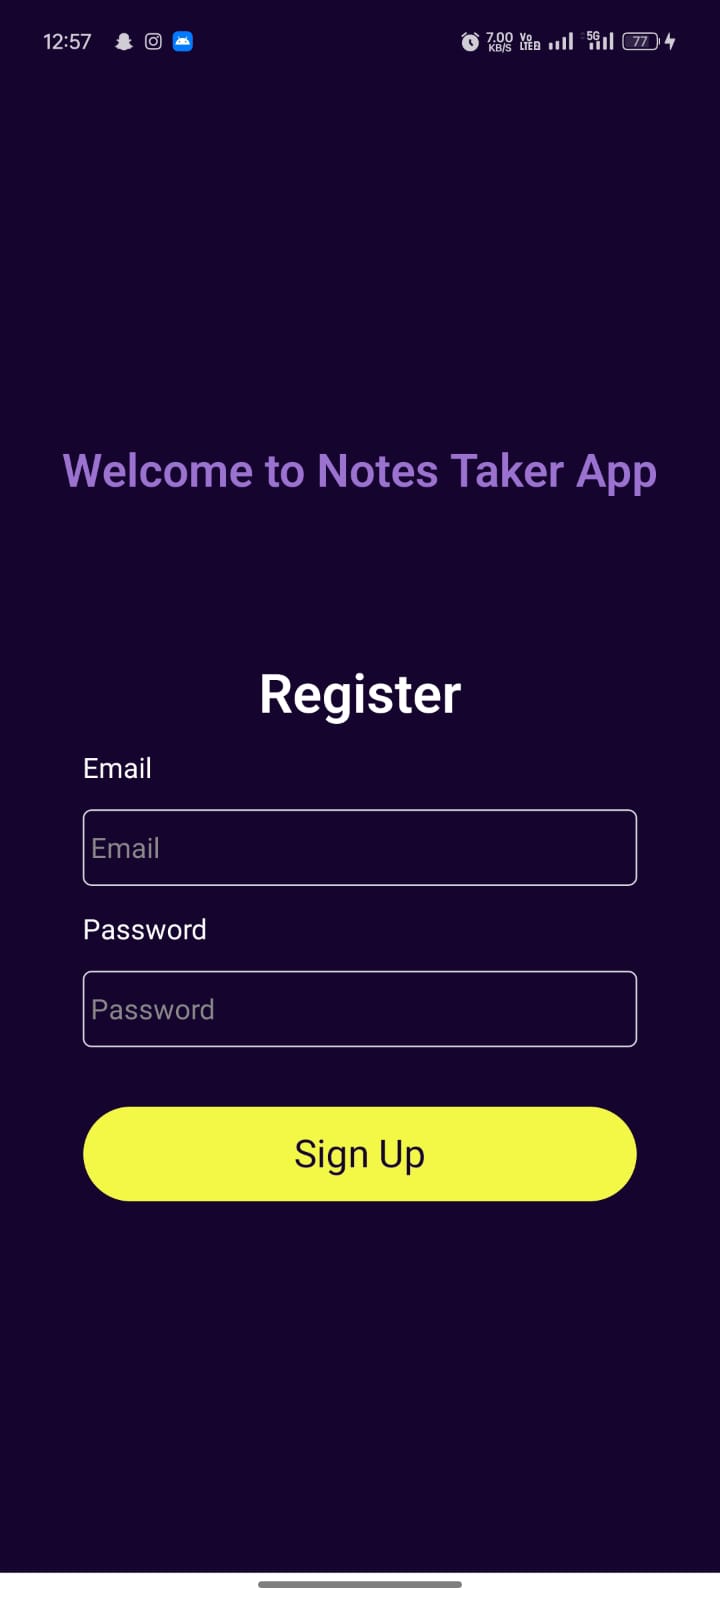 12:57 7.00 KB/S Vo LTE 5G 77
Welcome to Notes Taker App
Register
Email
Email
Password
Password
Sign Up